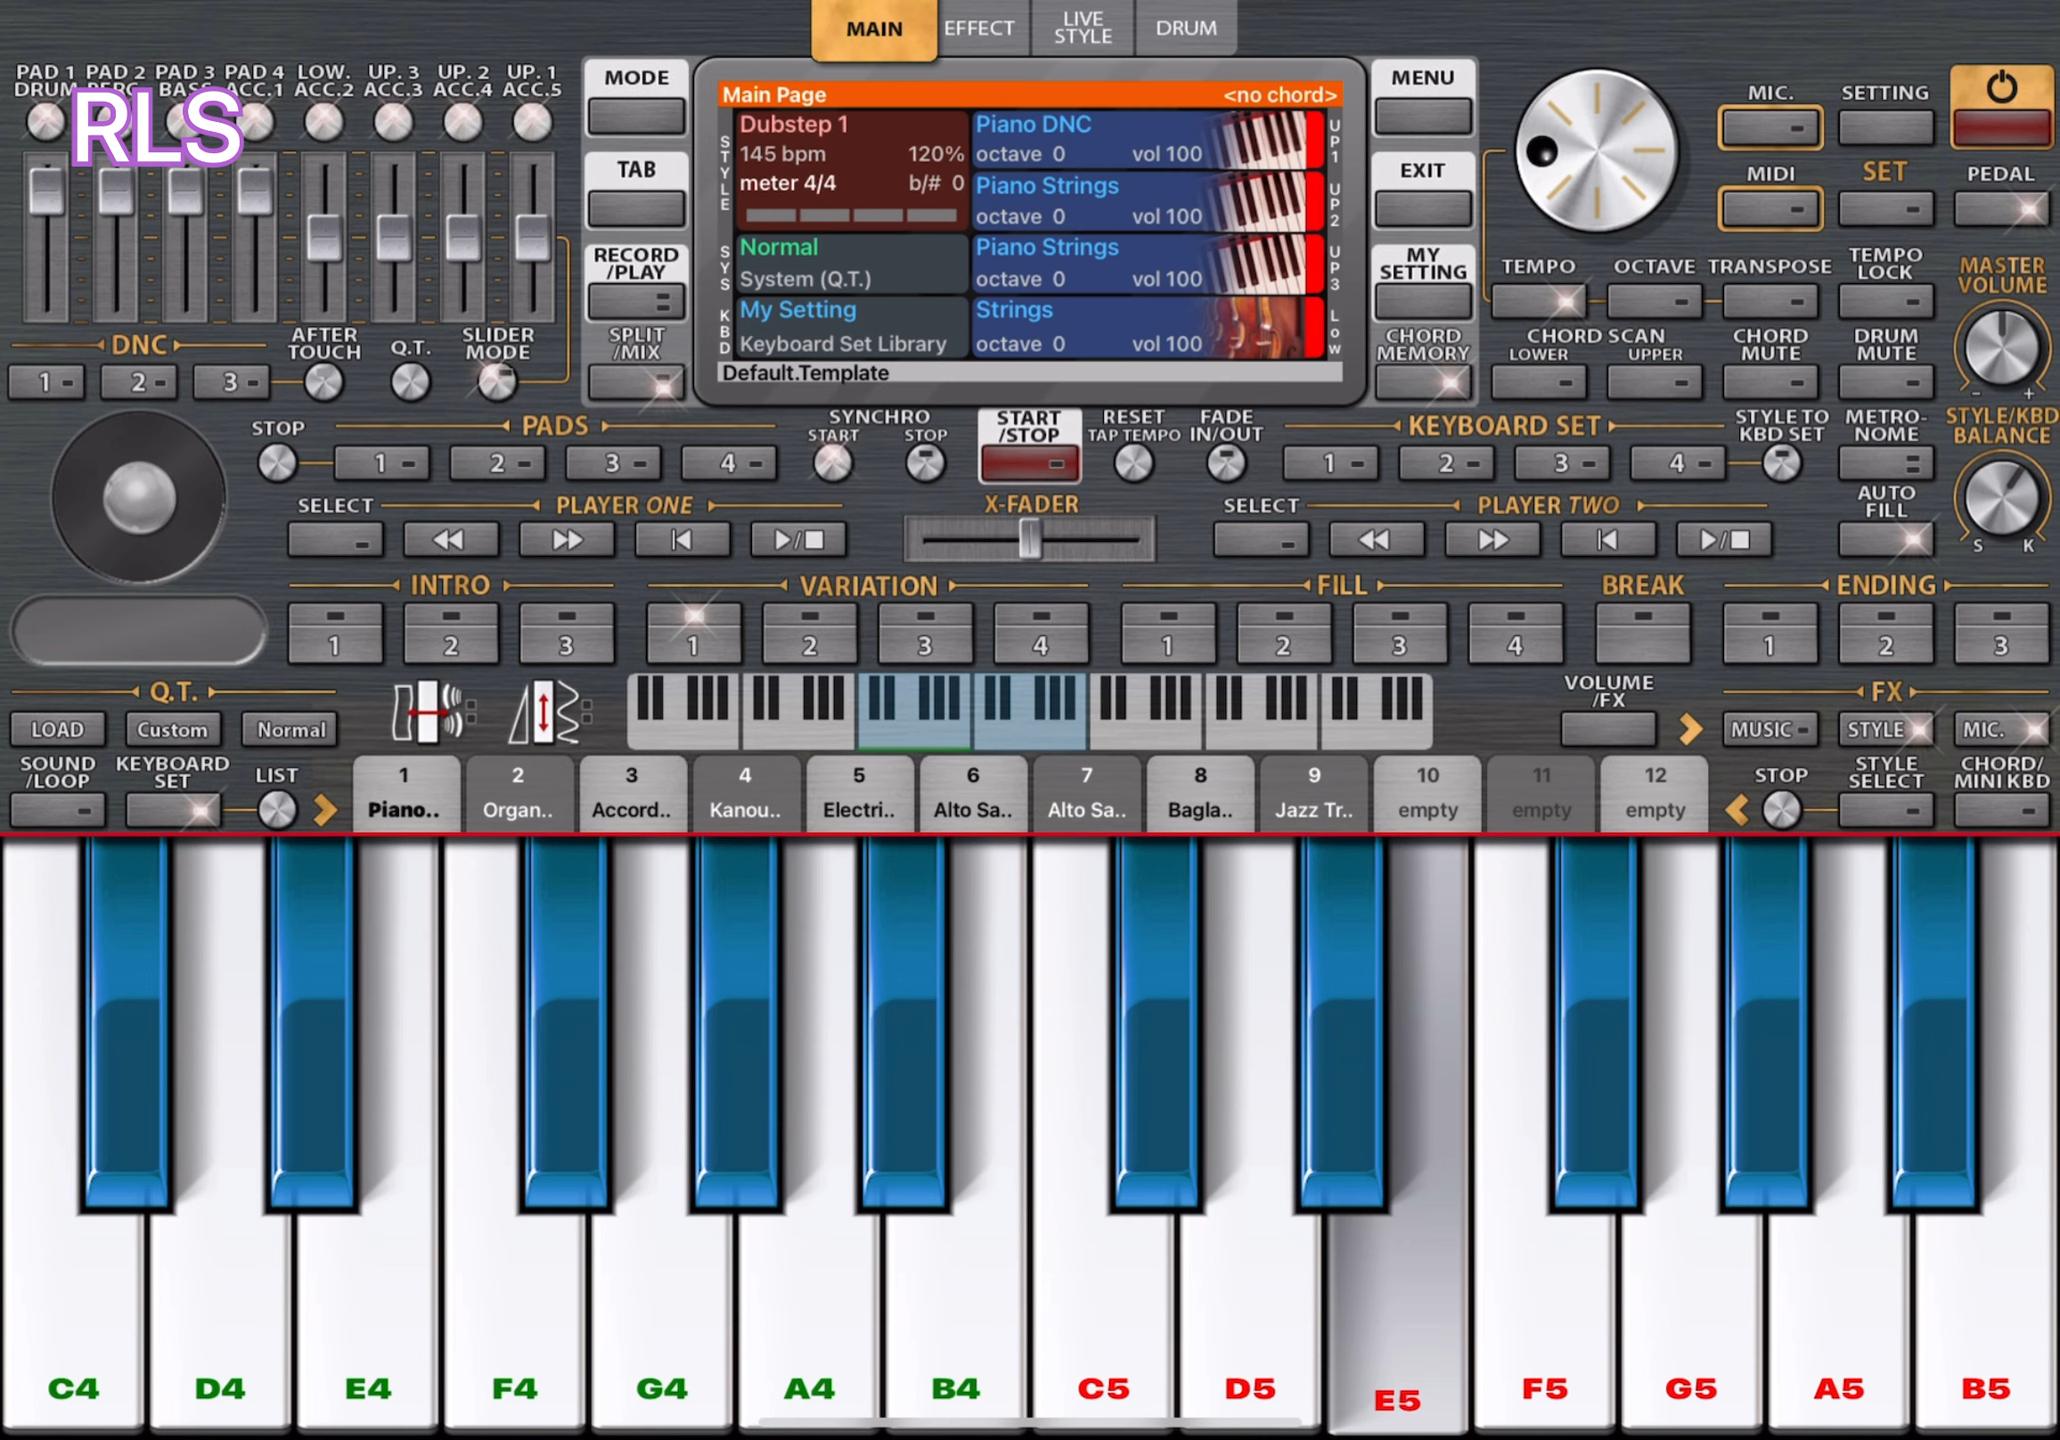 MAIN
EFFECT
LIVE STYLE
DRUM
PAD 1 PAD 2 PAD 3 PAD 4 LOW. UP. 3 UP. 2 UP. 1
DRUM PERC BASS ACC.1 ACC.2 ACC.3 ACC.4 ACC.5
RLS
MODE
TAB
RECORD /PLAY
SPLIT /MIX
Main Page <no chord>
STYLE
Dubstep 1
145 bpm 120%
meter 4/4 b/# 0
SYS
Normal
System (Q.T.)
KBD
My Setting
Keyboard Set Library
Piano DNC
octave 0 vol 100
UP1
Piano Strings
octave 0 vol 100
UP2
Piano Strings
octave 0 vol 100
UP3
Strings
octave 0 vol 100
Low
Default.Template
MENU
EXIT
MY SETTING
CHORD MEMORY
MIC.
SETTING
MIDI
SET
PEDAL
TEMPO
OCTAVE
TRANSPOSE
TEMPO LOCK
MASTER VOLUME
- +
CHORD SCAN
LOWER UPPER
CHORD MUTE
DRUM MUTE
DNC
1 2 3
AFTER TOUCH
Q.T.
SLIDER MODE
STOP
PADS
1 2 3 4
SYNCHRO
START STOP
START /STOP
RESET
TAP TEMPO
FADE IN/OUT
KEYBOARD SET
1 2 3 4
STYLE TO KBD SET
METRO-NOME
STYLE/KBD BALANCE
S K
SELECT
PLAYER ONE
X-FADER
SELECT
PLAYER TWO
AUTO FILL
INTRO
1 2 3
VARIATION
1 2 3 4
FILL
1 2 3 4
BREAK
ENDING
1 2 3
Q.T.
LOAD Custom Normal
VOLUME /FX
FX
MUSIC STYLE MIC.
SOUND /LOOP
KEYBOARD SET
LIST
1 Piano..
2 Organ..
3 Accord..
4 Kanou..
5 Electri..
6 Alto Sa..
7 Alto Sa..
8 Bagla..
9 Jazz Tr..
10 empty
11 empty
12 empty
STOP
STYLE SELECT
CHORD/ MINI KBD
C4 D4 E4 F4 G4 A4 B4 C5 D5 E5 F5 G5 A5 B5